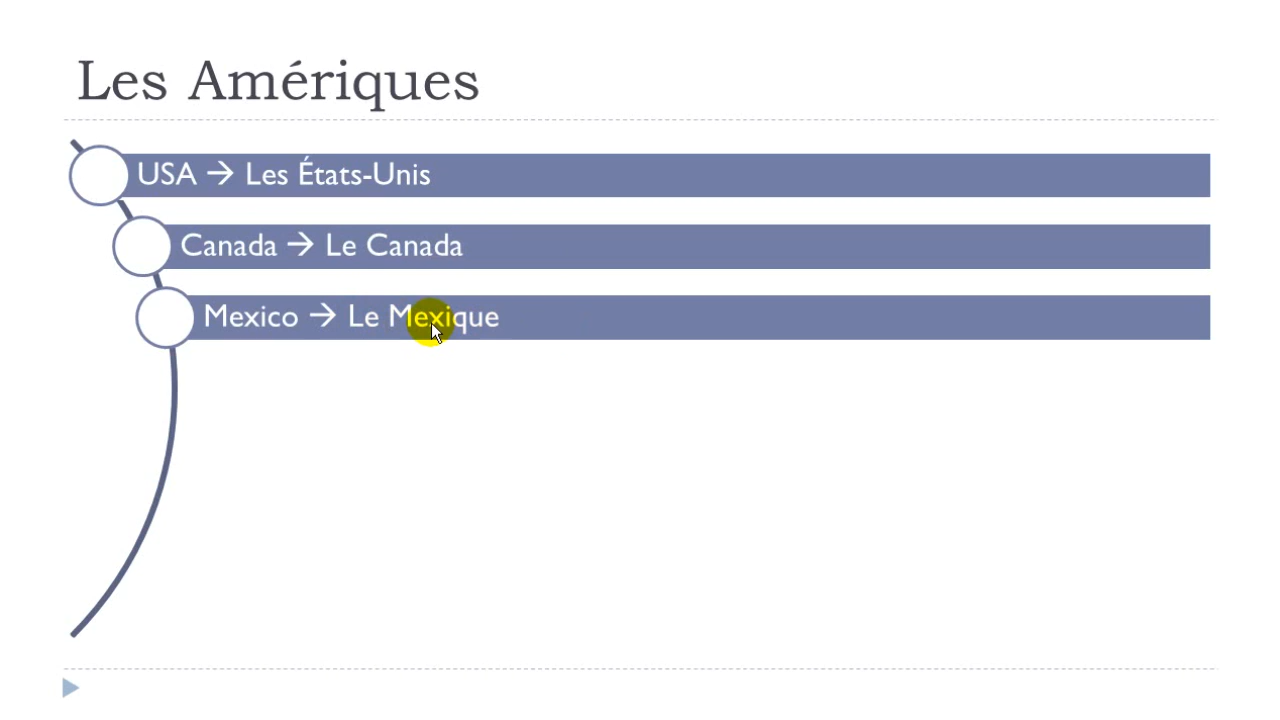 Les Amériques
USA → Les États-Unis
Canada → Le Canada
Mexico → Le Mexique